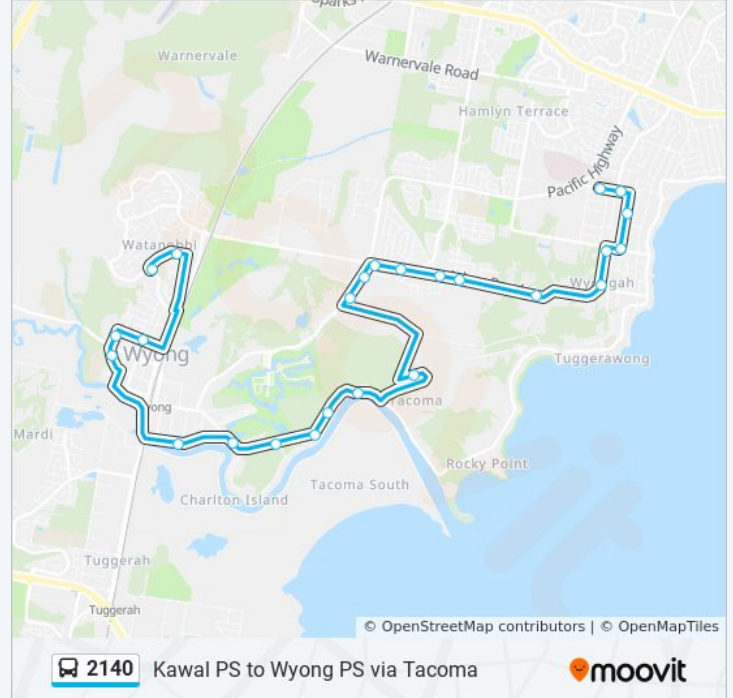 Warnervale
Warnervale Road
Hamlyn Terrace
Pacific Highway
Watanobbi
Wyong
Tuggerawong
Tacoma
Mardi
Rocky Point
Tacoma South
Charlton Island
Tuggerah
Tuggerah
© OpenStreetMap contributors | © OpenMapTiles
2140 Kawal PS to Wyong PS via Tacoma
moovit